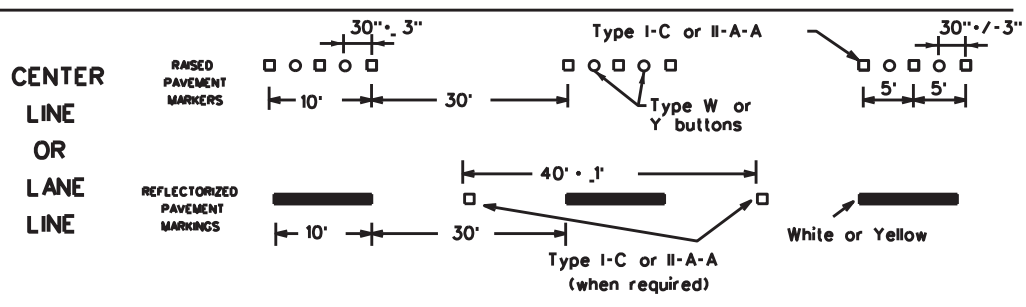 30"·_ 3"
Type I-C or II-A-A
30"·/-3"
CENTER
LINE
OR
LANE
LINE
RAISED
PAVEMENT
MARKERS
10'
30'
Type W or
Y buttons
5'
5'
REFLECTORIZED
PAVEMENT
MARKINGS
40' · _1'
10'
30'
Type I-C or II-A-A
(when required)
White or Yellow